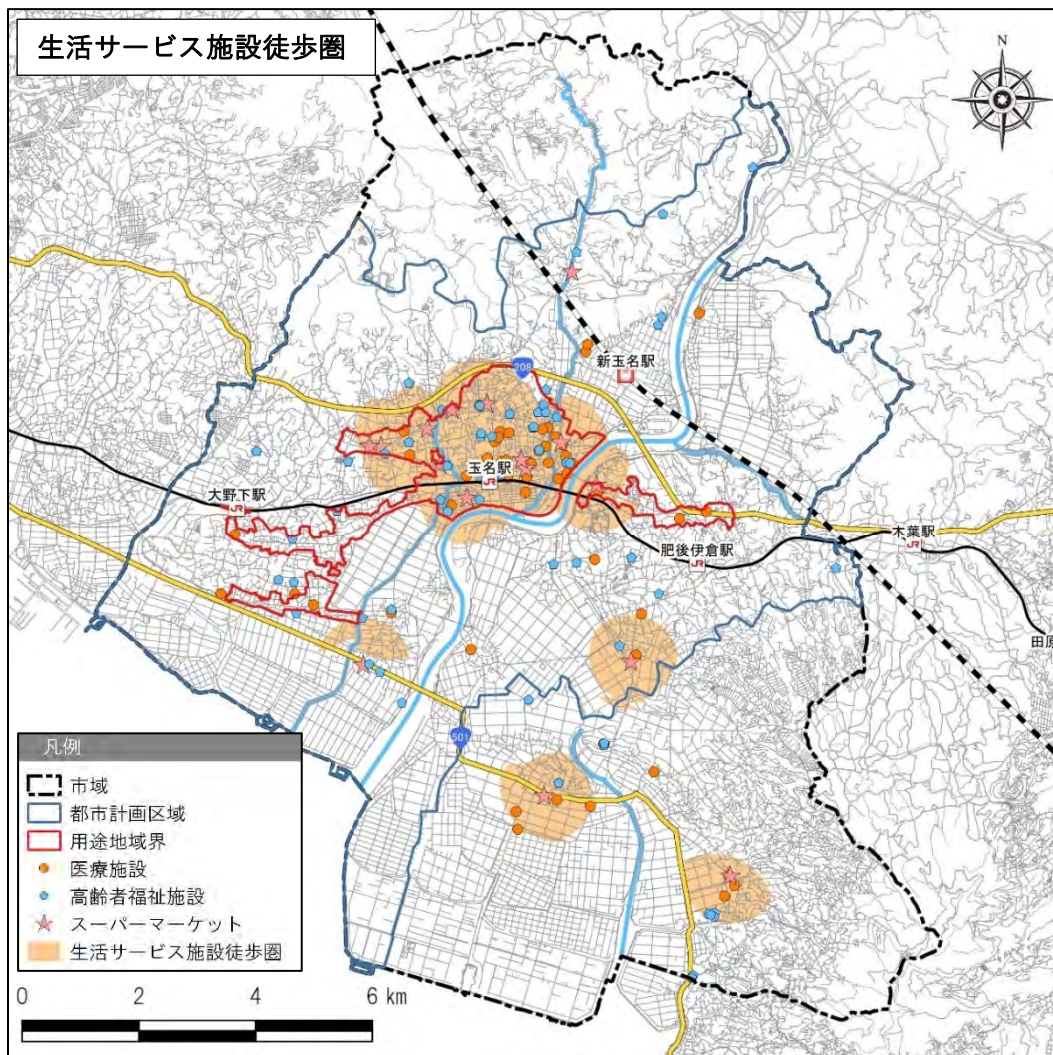 生活サービス施設徒歩圏
N
208
新玉名駅
玉名駅
JR
大野下駅
JR
木葉駅
JR
肥後伊倉駅
JR
田原
501
凡例
市域
都市計画区域
用途地域界
医療施設
高齢者福祉施設
スーパーマーケット
生活サービス施設徒歩圏
0 2 4 6 km